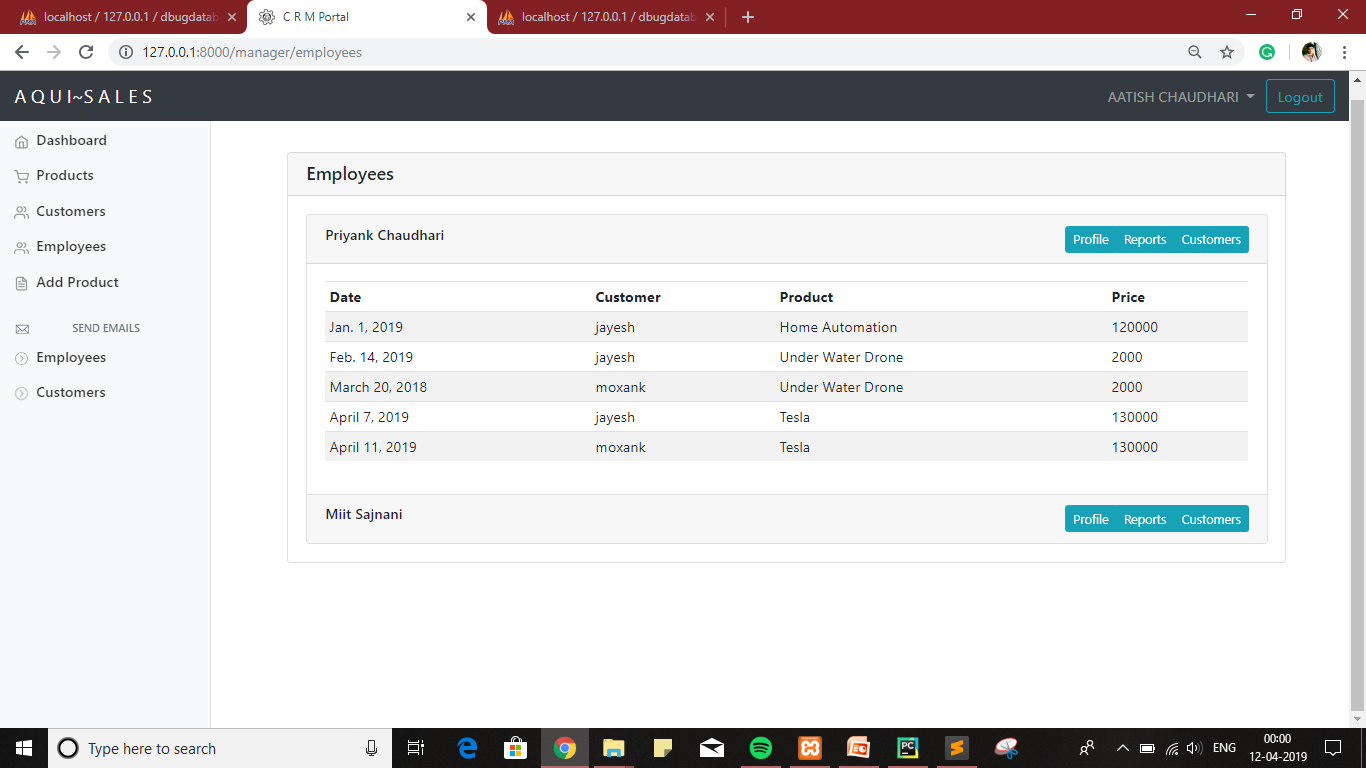 localhost / 127.0.0.1 / dbugdatab
C R M Portal
localhost / 127.0.0.1 / dbugdatab
127.0.0.1:8000/manager/employees
AQUI~SALES
AATISH CHAUDHARI
Logout
Dashboard
Products
Customers
Employees
Add Product
SEND EMAILS
Employees
Customers
Employees
Priyank Chaudhari
Profile Reports Customers
Date Customer Product Price
Jan. 1, 2019 jayesh Home Automation 120000
Feb. 14, 2019 jayesh Under Water Drone 2000
March 20, 2018 moxank Under Water Drone 2000
April 7, 2019 jayesh Tesla 130000
April 11, 2019 moxank Tesla 130000
Miit Sajnani
Profile Reports Customers
Type here to search
ENG
00:00
12-04-2019